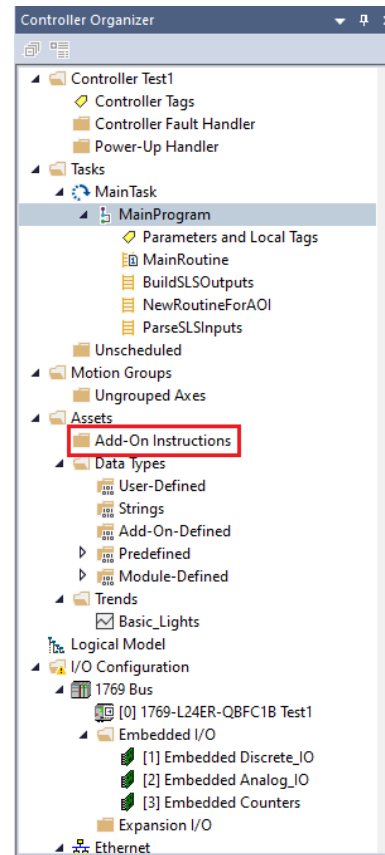 Controller Organizer
Controller Test1
Controller Tags
Controller Fault Handler
Power-Up Handler
Tasks
MainTask
MainProgram
Parameters and Local Tags
MainRoutine
BuildSLSOutputs
NewRoutineForAOI
ParseSLSInputs
Unscheduled
Motion Groups
Ungrouped Axes
Assets
Add-On Instructions
Data Types
User-Defined
Strings
Add-On-Defined
Predefined
Module-Defined
Trends
Basic_Lights
Logical Model
I/O Configuration
1769 Bus
[0] 1769-L24ER-QBFC1B Test1
Embedded I/O
[1] Embedded Discrete_IO
[2] Embedded Analog_IO
[3] Embedded Counters
Expansion I/O
Ethernet